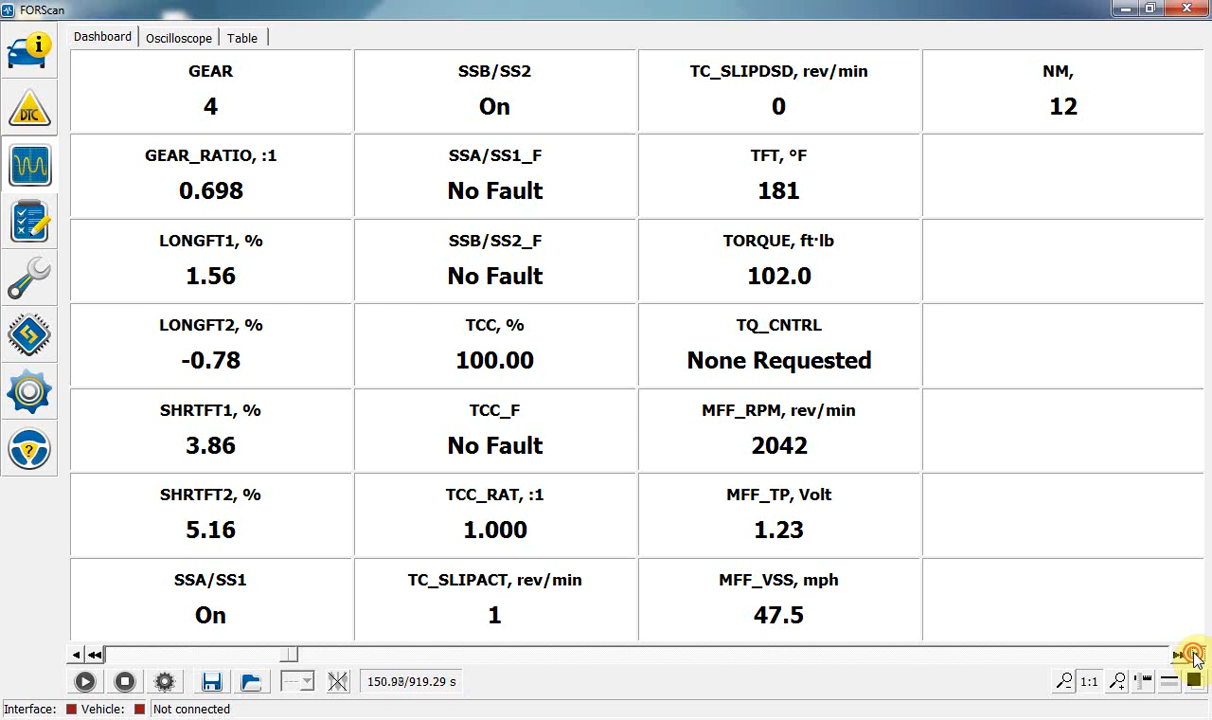 FORScan
Dashboard
Oscilloscope
Table
GEAR
4
SSB/SS2
On
TC_SLIPDSD, rev/min
0
NM,
12
GEAR_RATIO, :1
0.698
SSA/SS1_F
No Fault
TFT, °F
181
LONGFT1, %
1.56
SSB/SS2_F
No Fault
TORQUE, ft·lb
102.0
LONGFT2, %
-0.78
TCC, %
100.00
TQ_CNTRL
None Requested
SHRTFT1, %
3.86
TCC_F
No Fault
MFF_RPM, rev/min
2042
SHRTFT2, %
5.16
TCC_RAT, :1
1.000
MFF_TP, Volt
1.23
SSA/SS1
On
TC_SLIPACT, rev/min
1
MFF_VSS, mph
47.5
DTC
---
150.93/919.29 s
1:1
Interface: Vehicle: Not connected